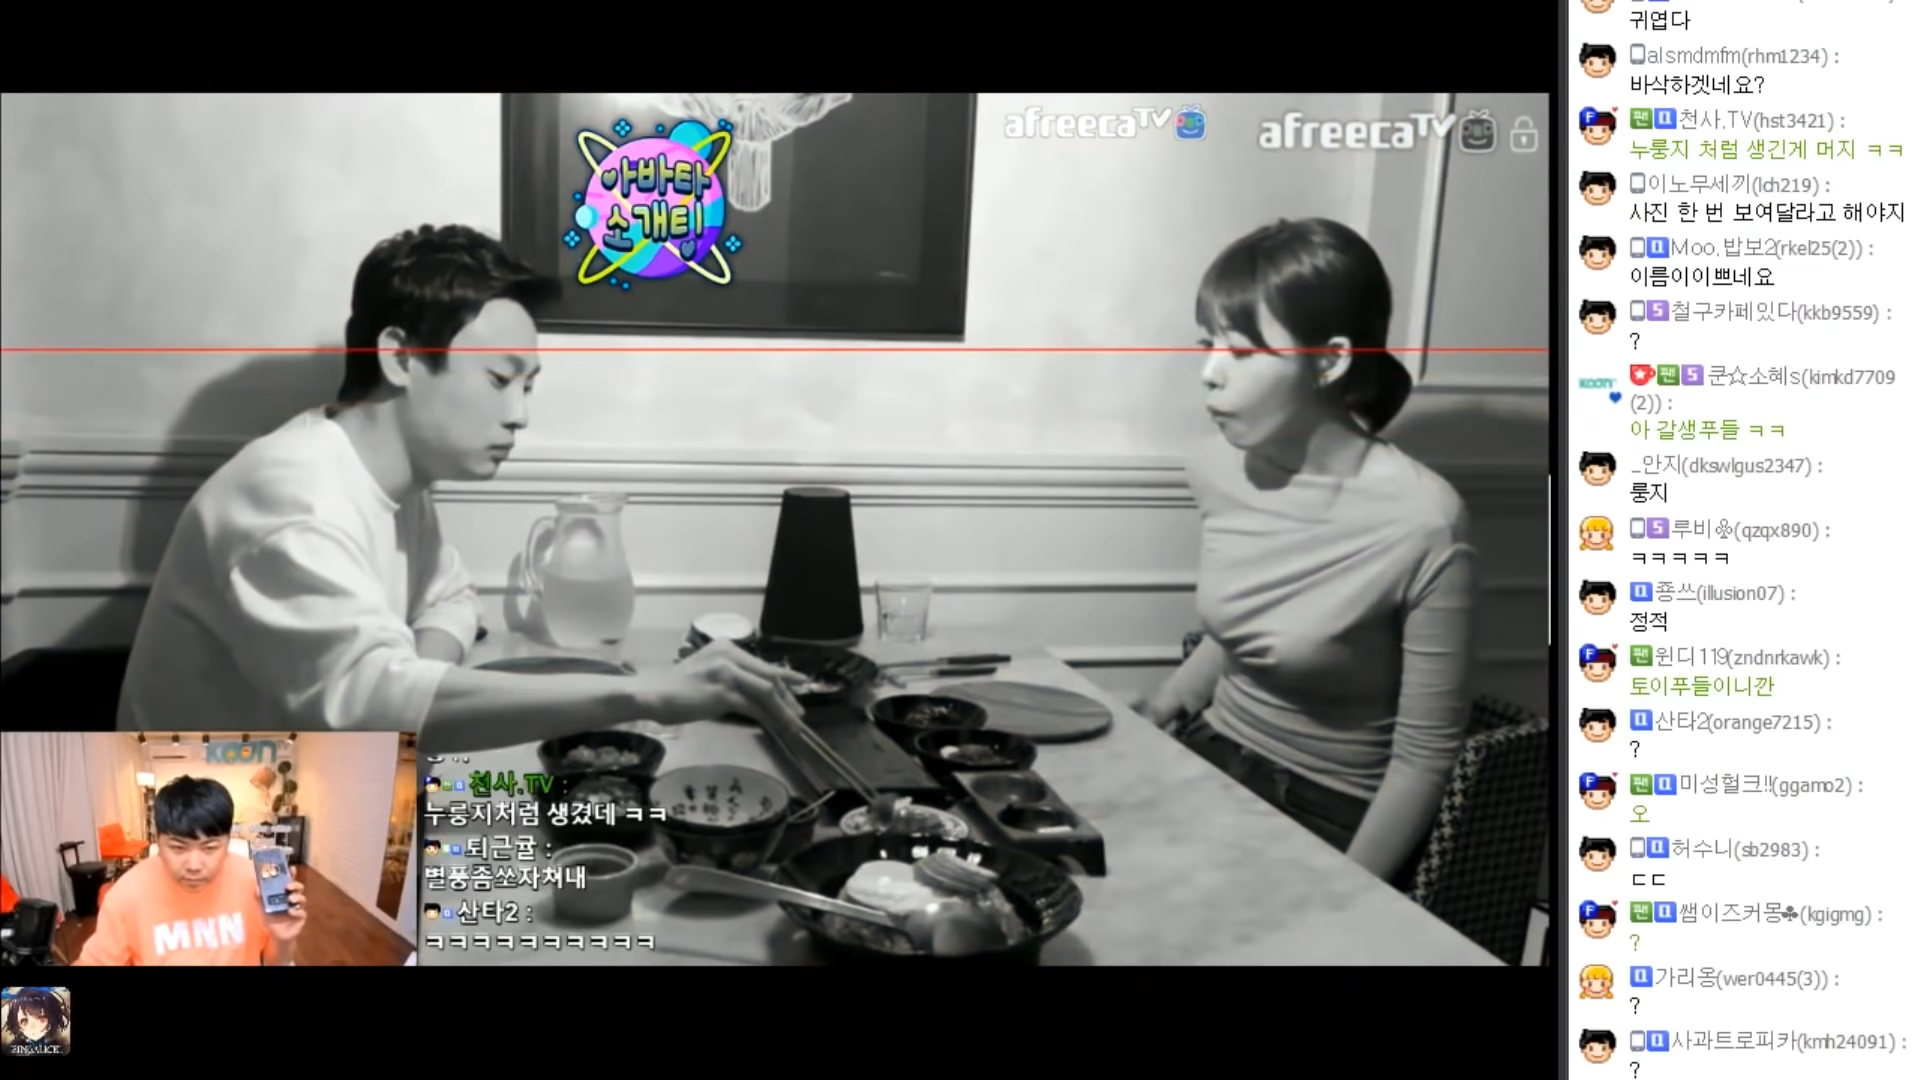 afreecaTV
afreecaTV
아바타
소개팅
koon
MNN
천사.TV :
누룽지처럼 생겼데 ㅋㅋ
퇴근귤 :
별풍좀쏘자쳐내
산타2 :
ㅋㅋㅋㅋㅋㅋㅋㅋㅋㅋ
귀엽다
alsmdmfm(rhm1234) :
바삭하겟네요?
팬 천사.TV(hst3421) :
누룽지 처럼 생긴게 머지 ㅋㅋ
이노무세끼(lch219) :
사진 한 번 보여달라고 해야지
Moo.밥보2(rkel25(2)) :
이름이이쁘네요
S 철구카페있다(kkb9559) :
?
팬 S 쿤☆소혜s(kimkd7709
(2)) :
아 갈생푸들 ㅋㅋ
_안지(dkswlgus2347) :
룽지
S 루비♧(qzqx890) :
ㅋㅋㅋㅋㅋ
죵쓰(illusion07) :
정적
팬 윈디119(zndnrkawk) :
토이푸들이니깐
산타2(orange7215) :
?
팬 미성헐크!!(ggamo2) :
오
허수니(sb2983) :
ㄷㄷ
팬 쌤이즈커몽♣(kgigmg) :
?
가리옹(wer0445(3)) :
?
사과트로피카(kmh24091) :
?